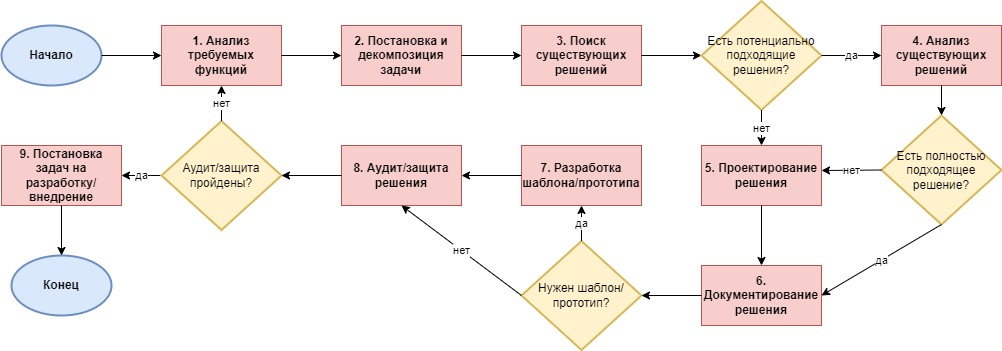 Начало
1. Анализ
требуемых
функций
2. Постановка и
декомпозиция
задачи
3. Поиск
существующих
решений
Есть потенциально
подходящие
решения?
да
4. Анализ
существующих
решений
нет
нет
9. Постановка
задач на
разработку/
внедрение
да
Аудит/защита
пройдены?
8. Аудит/защита
решения
7. Разработка
шаблона/прототипа
5. Проектирование
решения
нет
Есть полностью
подходящее
решение?
да
нет
да
Конец
Нужен шаблон/
прототип?
6.
Документирование
решения